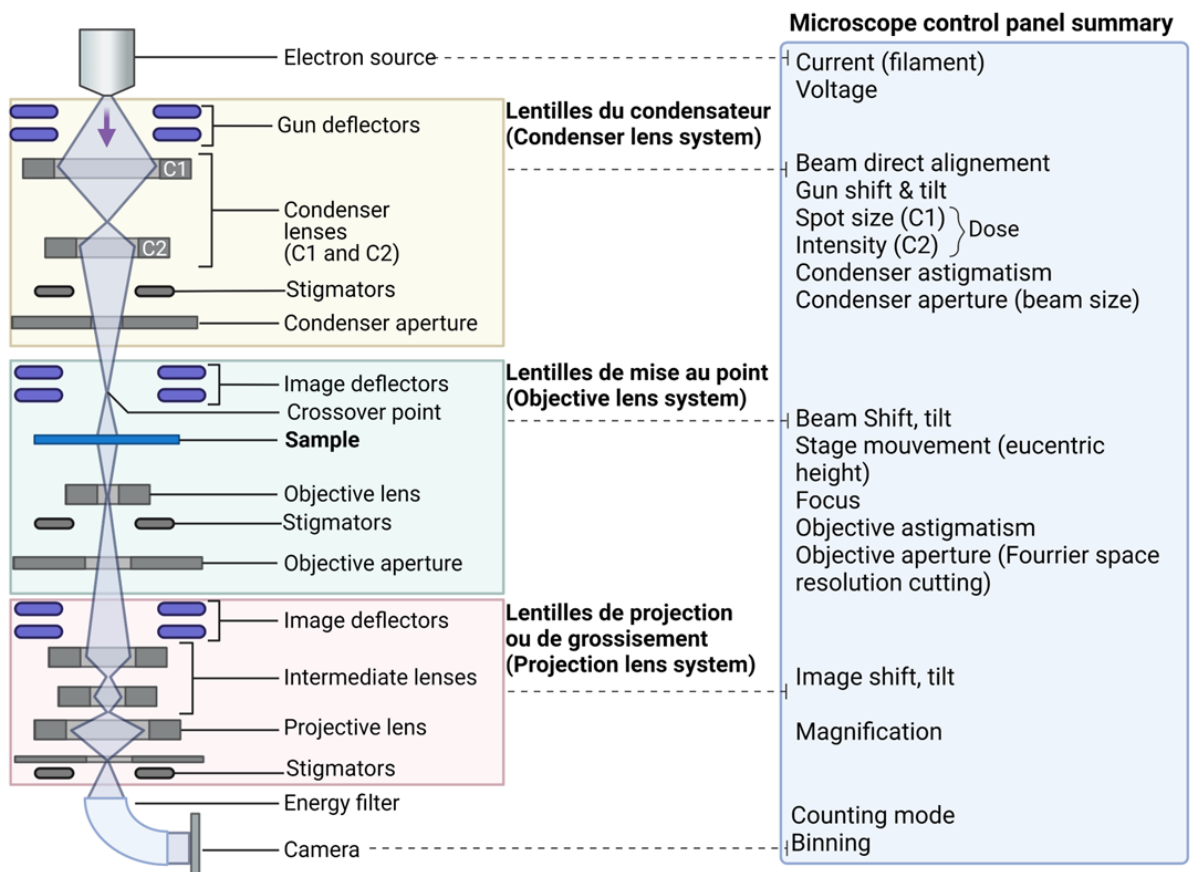 Microscope control panel summary
Electron source
Current (filament)
Voltage
Gun deflectors
Lentilles du condensateur
(Condenser lens system)
C1
Condenser
lenses
(C1 and C2)
C2
Stigmators
Condenser aperture
Beam direct alignement
Gun shift & tilt
Spot size (C1)
Intensity (C2)
Dose
Condenser astigmatism
Condenser aperture (beam size)
Image deflectors
Crossover point
Sample
Objective lens
Stigmators
Objective aperture
Lentilles de mise au point
(Objective lens system)
Beam Shift, tilt
Stage mouvement (eucentric
height)
Focus
Objective astigmatism
Objective aperture (Fourrier space
resolution cutting)
Image deflectors
Intermediate lenses
Projective lens
Stigmators
Lentilles de projection
ou de grossisement
(Projection lens system)
Image shift, tilt
Magnification
Energy filter
Camera
Counting mode
Binning